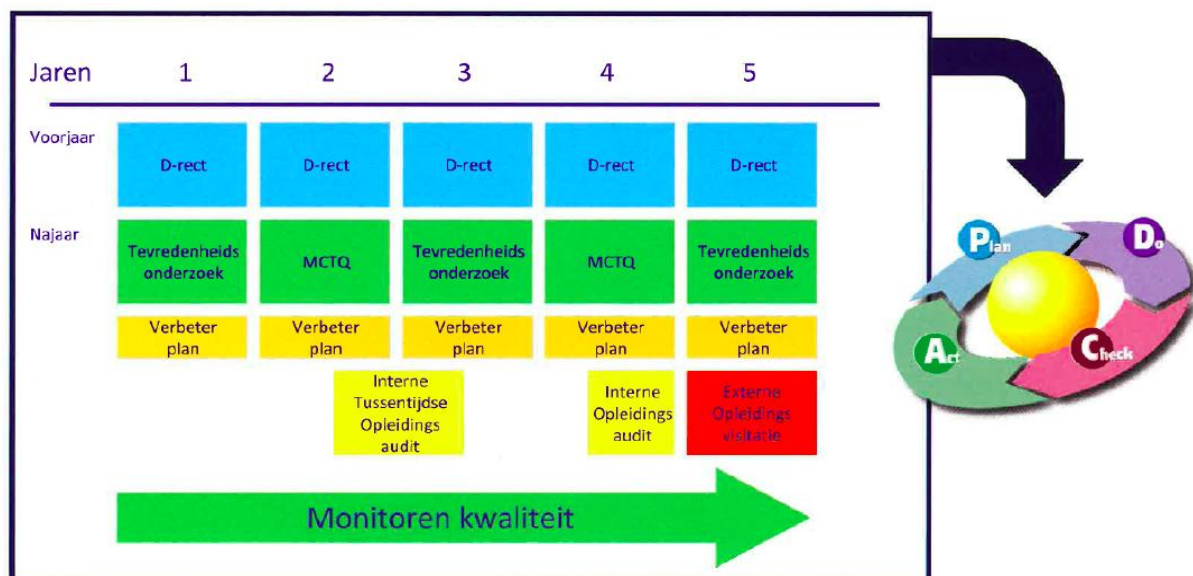 Jaren 1 2 3 4 5
Voorjaar
D-rect D-rect D-rect D-rect D-rect
Najaar
Tevredenheids
onderzoek
MCTQ
Tevredenheids
onderzoek
MCTQ
Tevredenheids
onderzoek
Verbeter
plan
Verbeter
plan
Verbeter
plan
Verbeter
plan
Verbeter
plan
Interne
Tussentijdse
Opleidings
audit
Interne
Opleidings
audit
Externe
Opleidings
visitatie
Monitoren kwaliteit
Plan
Do
Check
Act